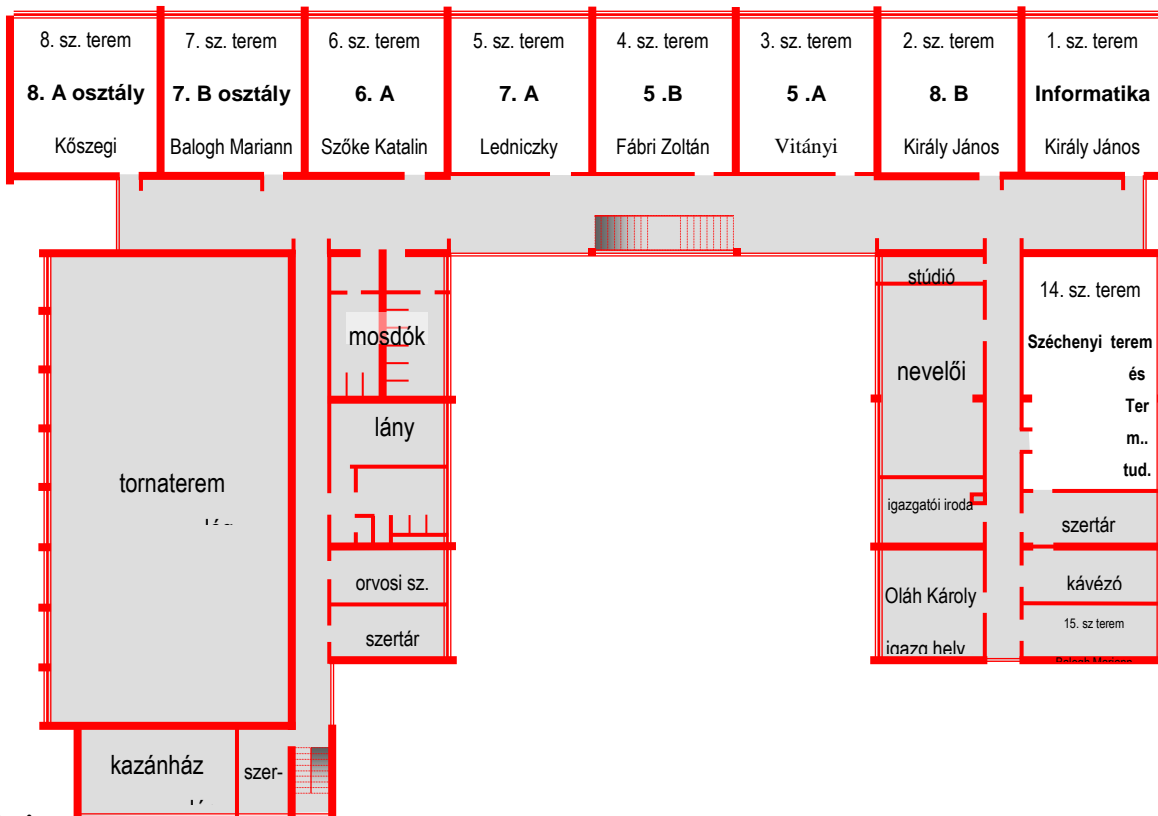 8. sz. terem
8. A osztály
Kőszegi
7. sz. terem
7. B osztály
Balogh Mariann
6. sz. terem
6. A
Szőke Katalin
5. sz. terem
7. A
Ledniczky
4. sz. terem
5 .B
Fábri Zoltán
3. sz. terem
5 .A
Vitányi
2. sz. terem
8. B
Király János
1. sz. terem
Informatika
Király János
tornaterem
mosdók
lány
orvosi sz.
szertár
kazánház
szer-
stúdió
nevelői
igazgatói iroda
Oláh Károly
igazg hely
14. sz. terem
Széchenyi terem
és
Ter
m..
tud.
szertár
kávézó
15. sz terem
Balogh Mariann